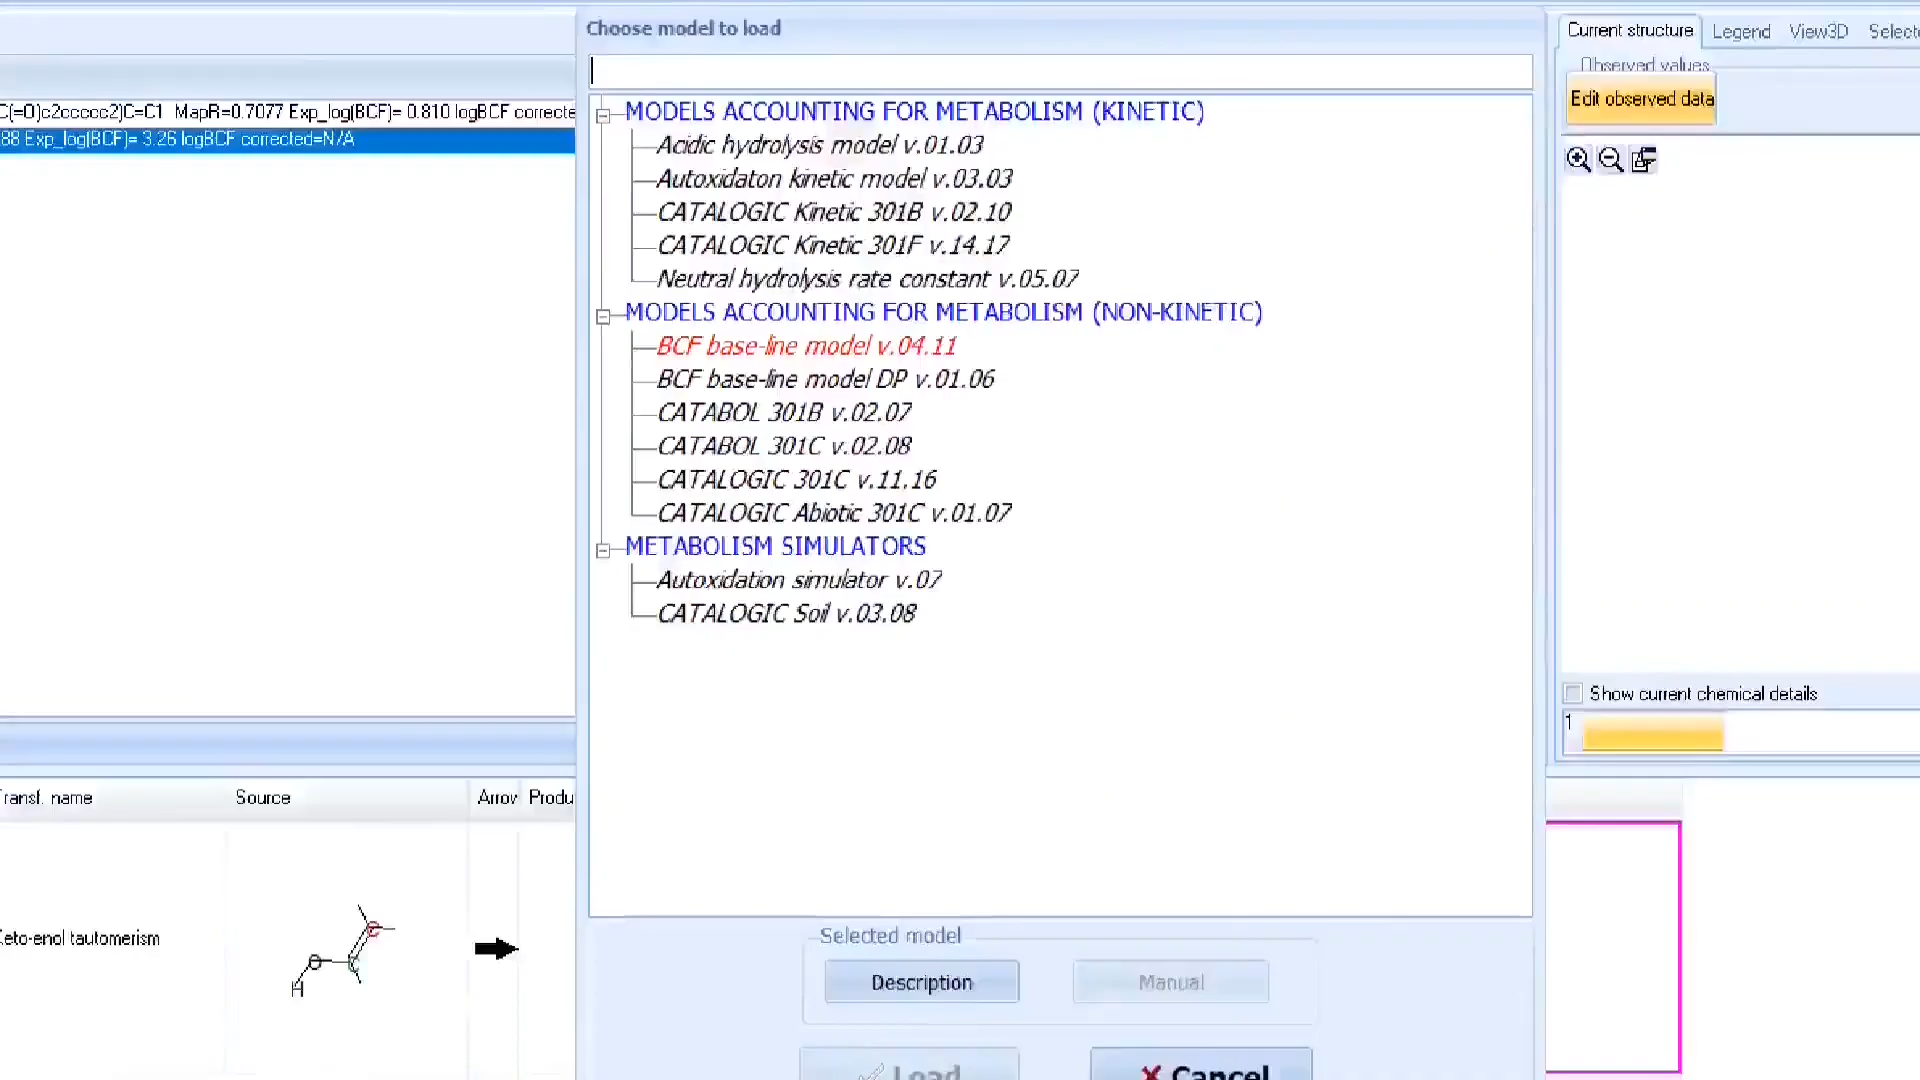 Choose model to load
Current structure
Legend
View3D
Observed values
Edit observed data
C(=O)c2ccccc2)C=C1 MapR=0.7077 Exp_log(BCF)= 0.810 logBCF correcte
88 Exp_log(BCF)= 3.26 logBCF corrected=N/A
MODELS ACCOUNTING FOR METABOLISM (KINETIC)
Acidic hydrolysis model v.01.03
Autoxidaton kinetic model v.03.03
CATALOGIC Kinetic 301B v.02.10
CATALOGIC Kinetic 301F v.14.17
Neutral hydrolysis rate constant v.05.07
MODELS ACCOUNTING FOR METABOLISM (NON-KINETIC)
BCF base-line model v.04.11
BCF base-line model DP v.01.06
CATABOL 301B v.02.07
CATABOL 301C v.02.08
CATALOGIC 301C v.11.16
CATALOGIC Abiotic 301C v.01.07
METABOLISM SIMULATORS
Autoxidation simulator v.07
CATALOGIC Soil v.03.08
Show current chemical details
1
Transf. name
Source
Arrov
Produ
Keto-enol tautomerism
C
O
C
H
Selected model
Description
Manual
Load
Cancel